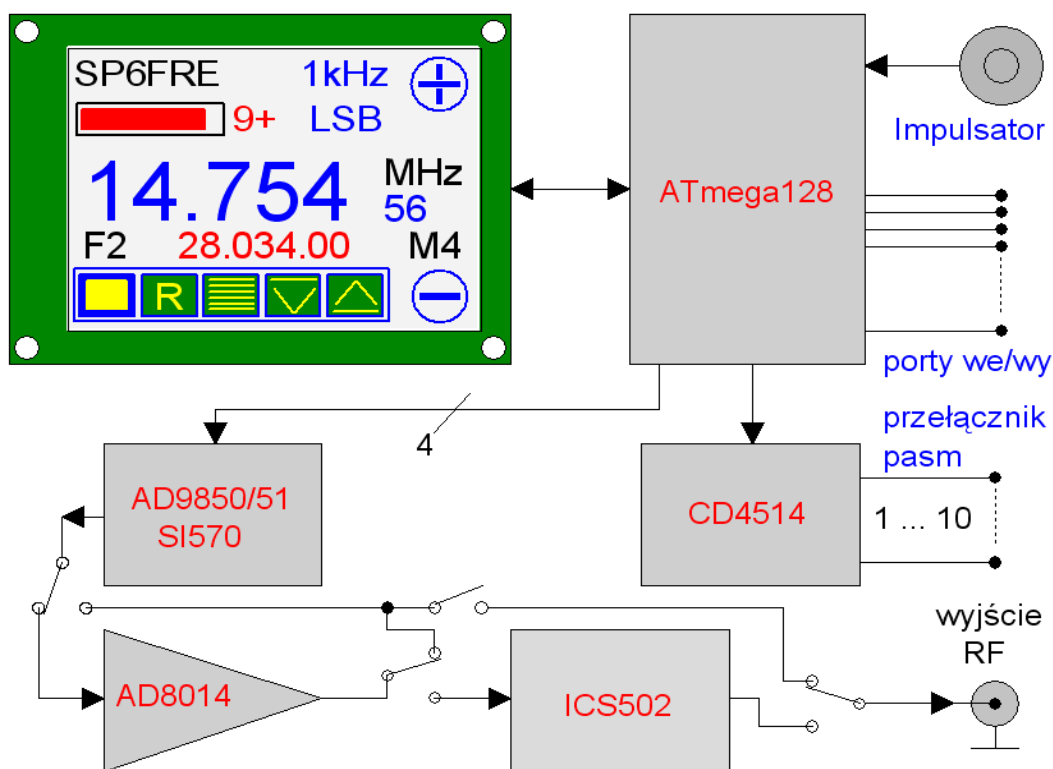 SP6FRE 1kHz
9+ LSB
14.754 MHz
56
F2 28.034.00 M4
R
ATmega128
Impulsator
porty we/wy
przełącznik
pasm
4
AD9850/51
SI570
CD4514
1 ... 10
wyjście
RF
AD8014
ICS502